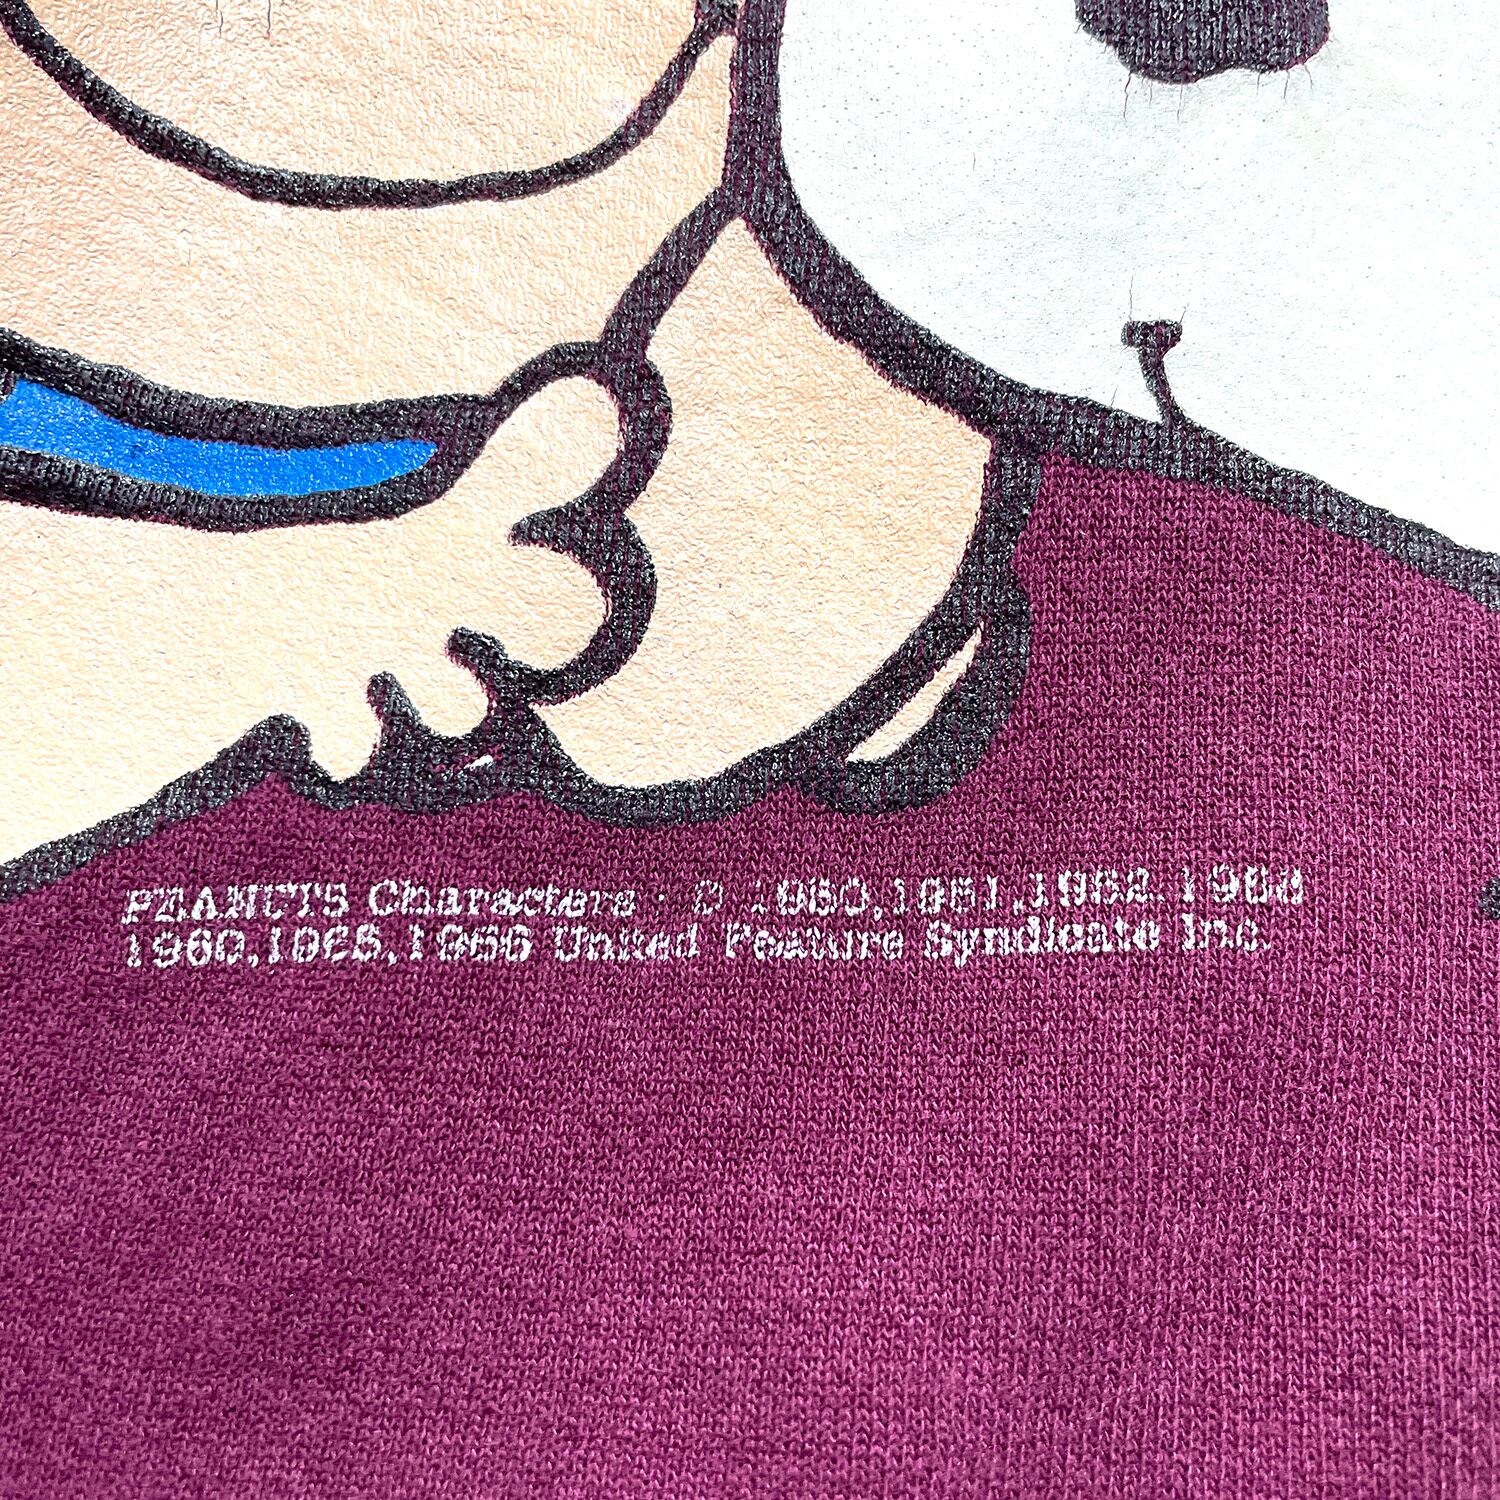 PEANUTS Characters · © 1950,1951,1952,1958
1960,1965,1966 United Feature Syndicate Inc.